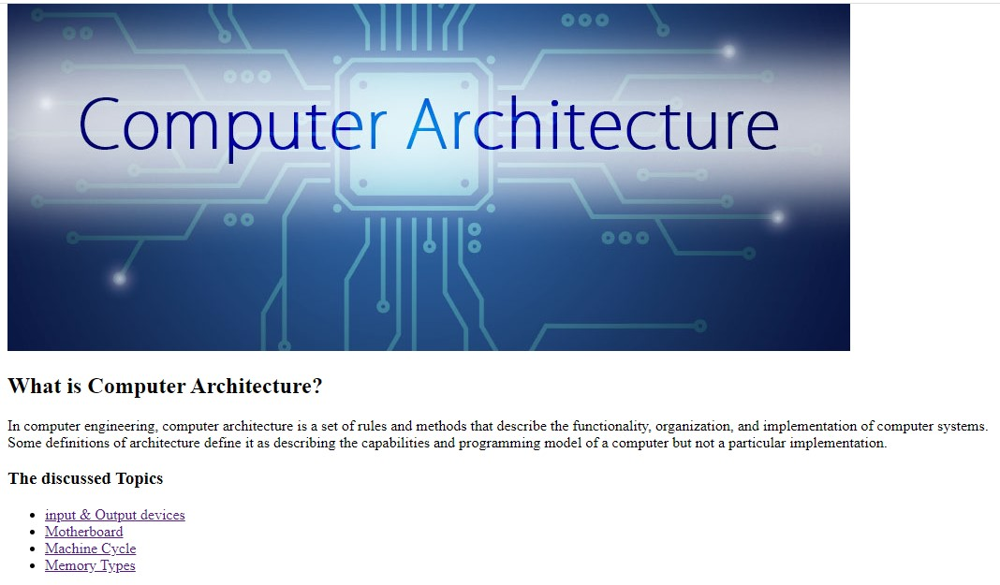 Computer Architecture
What is Computer Architecture?
In computer engineering, computer architecture is a set of rules and methods that describe the functionality, organization, and implementation of computer systems.
Some definitions of architecture define it as describing the capabilities and programming model of a computer but not a particular implementation.
The discussed Topics
input & Output devices
Motherboard
Machine Cycle
Memory Types